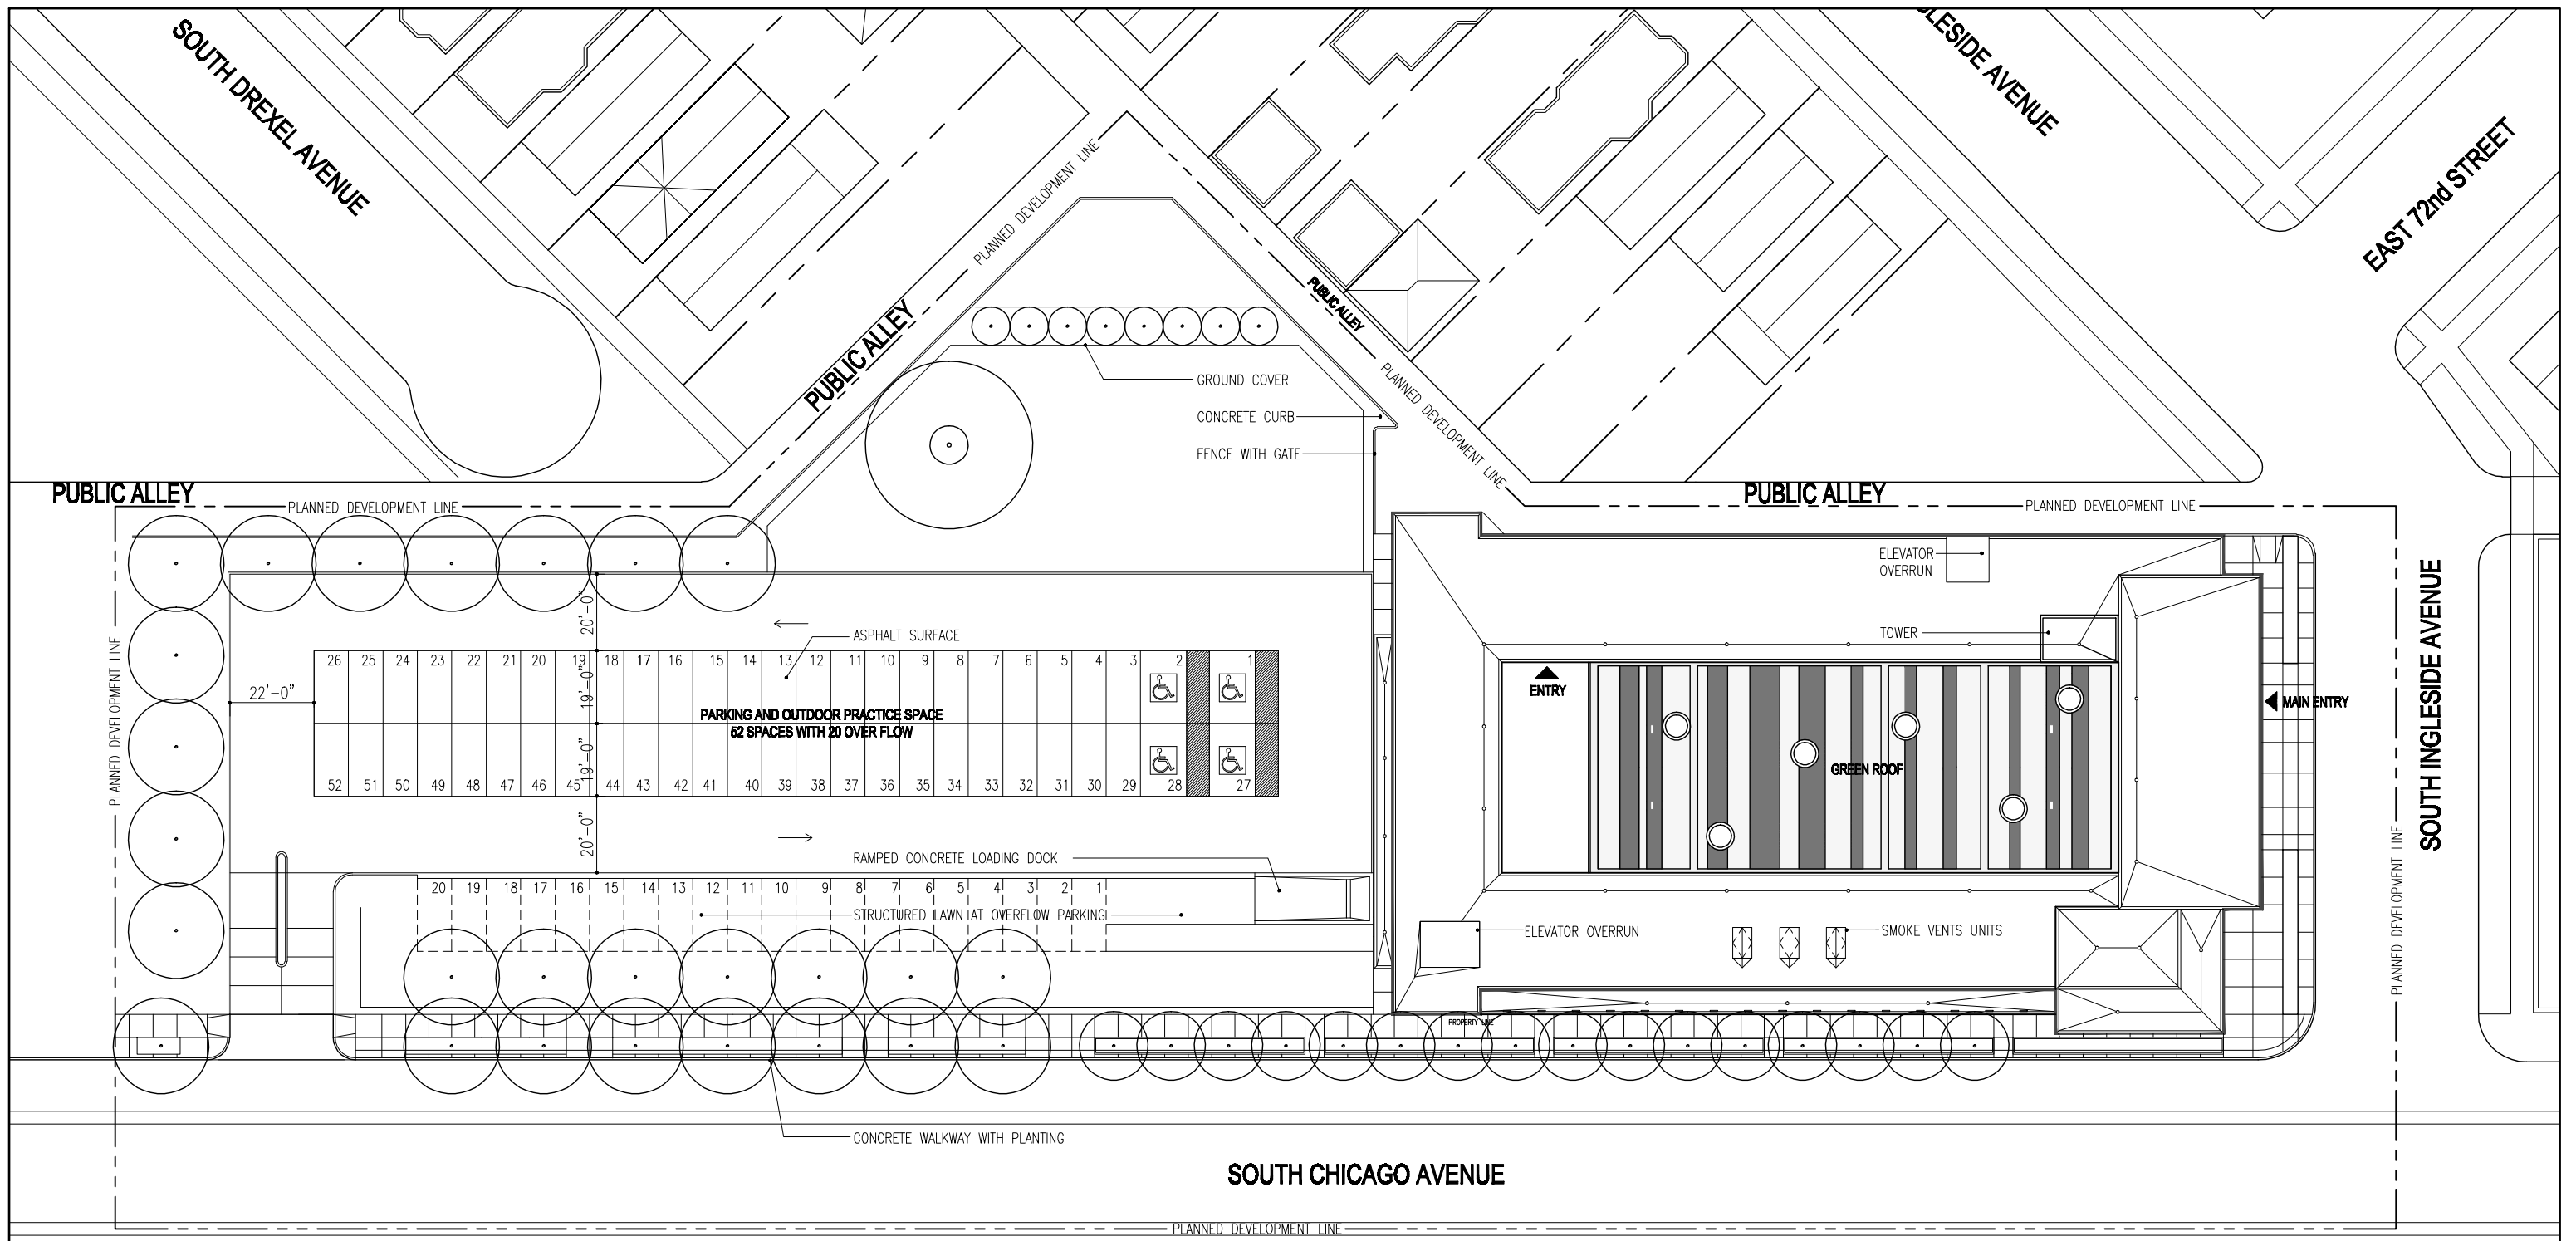 SOUTH DREXEL AVENUE
GLESIDE AVENUE
EAST 72nd STREET
PLANNED DEVELOPMENT LINE
PUBLIC ALLEY
PUBLIC ALLEY
GROUND COVER
CONCRETE CURB
FENCE WITH GATE
PLANNED DEVELOPMENT LINE
PUBLIC ALLEY
PLANNED DEVELOPMENT LINE
PUBLIC ALLEY
PLANNED DEVELOPMENT LINE
ELEVATOR
OVERRUN
SOUTH INGLESIDE AVENUE
20'-0"
ASPHALT SURFACE
TOWER
PLANNED DEVELOPMENT LINE
26 25 24 23 22 21 20 19 18 17 16 15 14 13 12 11 10 9 8 7 6 5 4 3 2 1
19'-0"
22'-0"
ENTRY
MAIN ENTRY
PARKING AND OUTDOOR PRACTICE SPACE
52 SPACES WITH 20 OVER FLOW
19'-0"
GREEN ROOF
52 51 50 49 48 47 46 45 44 43 42 41 40 39 38 37 36 35 34 33 32 31 30 29 28 27
20'-0"
RAMPED CONCRETE LOADING DOCK
20 19 18 17 16 15 14 13 12 11 10 9 8 7 6 5 4 3 2 1
STRUCTURED LAWN AT OVERFLOW PARKING
ELEVATOR OVERRUN
SMOKE VENTS UNITS
PLANNED DEVELOPMENT LINE
PROPERTY LINE
CONCRETE WALKWAY WITH PLANTING
SOUTH CHICAGO AVENUE
PLANNED DEVELOPMENT LINE